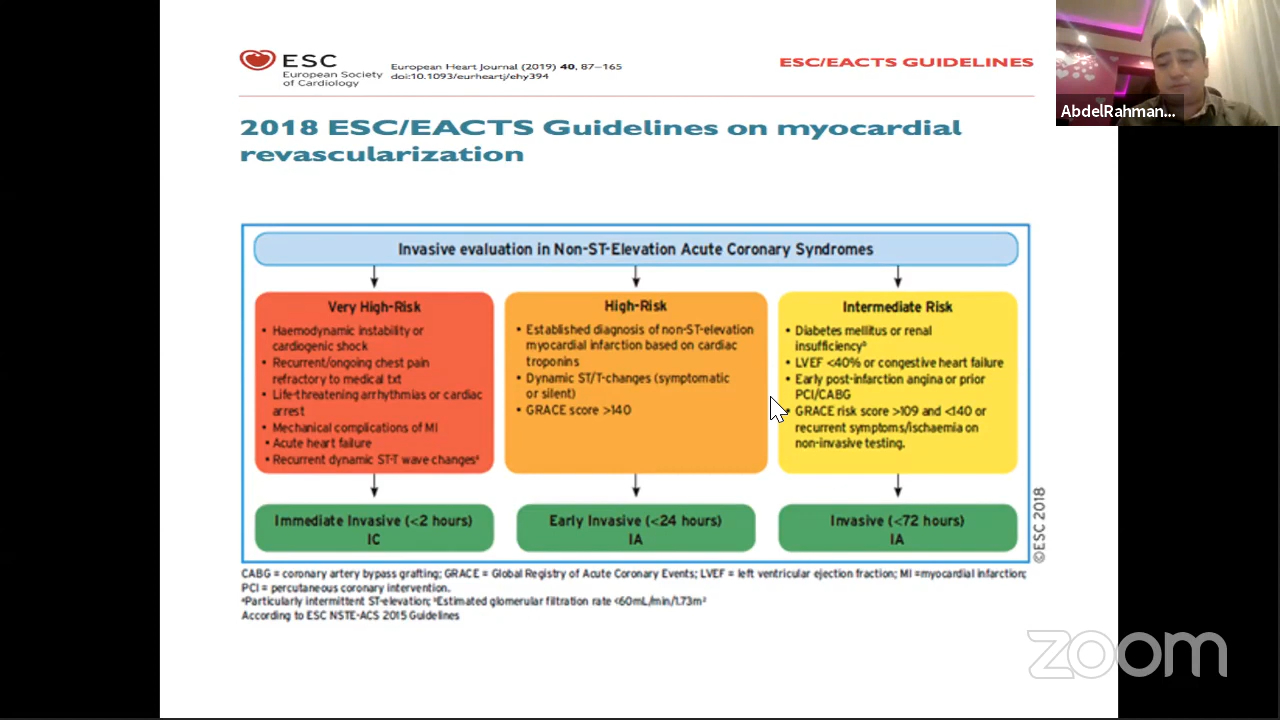 ESC
European Society
of Cardiology
European Heart Journal (2019) 40, 87–165
doi:10.1093/eurheartj/ehy394
ESC/EACTS GUIDELINES
AbdelRahman...
2018 ESC/EACTS Guidelines on myocardial
revascularization
Invasive evaluation in Non-ST-Elevation Acute Coronary Syndromes
Very High-Risk
• Haemodynamic instability or
cardiogenic shock
• Recurrent/ongoing chest pain
refractory to medical txt
• Life-threatening arrhythmias or cardiac
arrest
• Mechanical complications of MI
• Acute heart failure
• Recurrent dynamic ST-T wave changesᵃ
Immediate Invasive (<2 hours)
IC
High-Risk
• Established diagnosis of non-ST-elevation
myocardial infarction based on cardiac
troponins
• Dynamic ST/T-changes (symptomatic
or silent)
• GRACE score >140
Early Invasive (<24 hours)
IA
Intermediate Risk
• Diabetes mellitus or renal
insufficiencyᵇ
• LVEF <40% or congestive heart failure
• Early post-infarction angina or prior
PCI/CABG
• GRACE risk score >109 and <140 or
recurrent symptoms/ischaemia on
non-invasive testing.
Invasive (<72 hours)
IA
©ESC 2018
CABG = coronary artery bypass grafting; GRACE = Global Registry of Acute Coronary Events; LVEF = left ventricular ejection fraction; MI =myocardial infarction;
PCI = percutaneous coronary intervention.
ᵃParticularly intermittent ST-elevation; ᵇEstimated glomerular filtration rate <60mL/min/1.73m²
According to ESC NSTE-ACS 2015 Guidelines
zoom